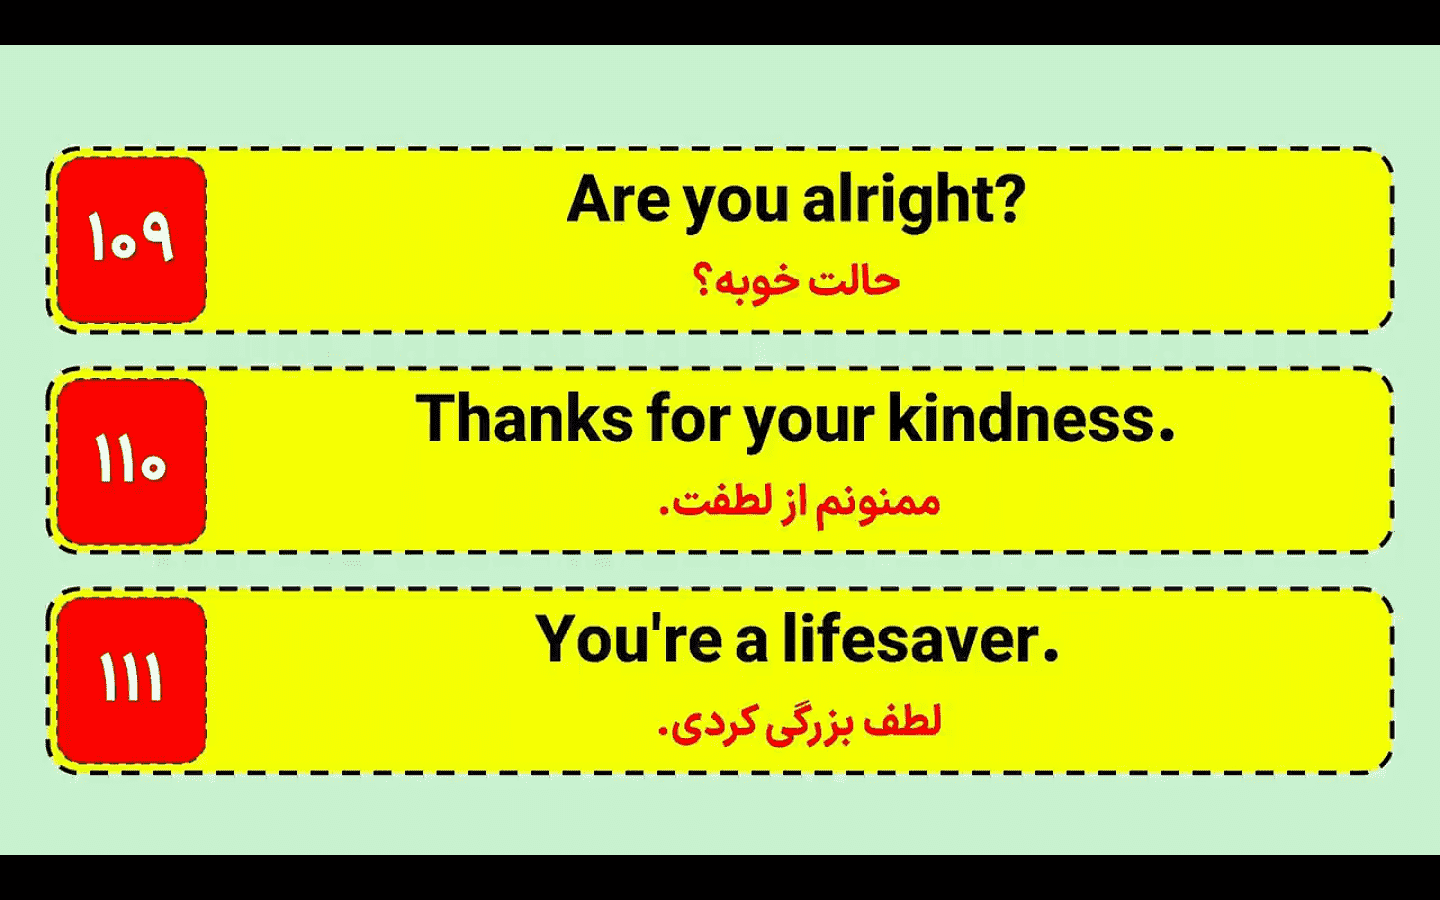 ۱۰۹
Are you alright?
حالت خوبه؟
۱۱۰
Thanks for your kindness.
ممنونم از لطفت.
۱۱۱
You're a lifesaver.
لطف بزرگی کردی.